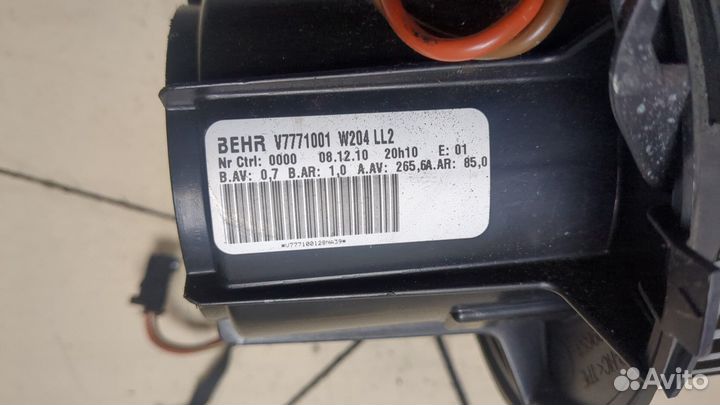 BEHR V7771001 W204 LL2
Nr Ctrl: 0000 08.12.10 20h10 E: 01
B.AV: 0,7 B.AR: 1,0 A.AV: 265,6A.AR: 85,0
*V777100128NA39*
Avito